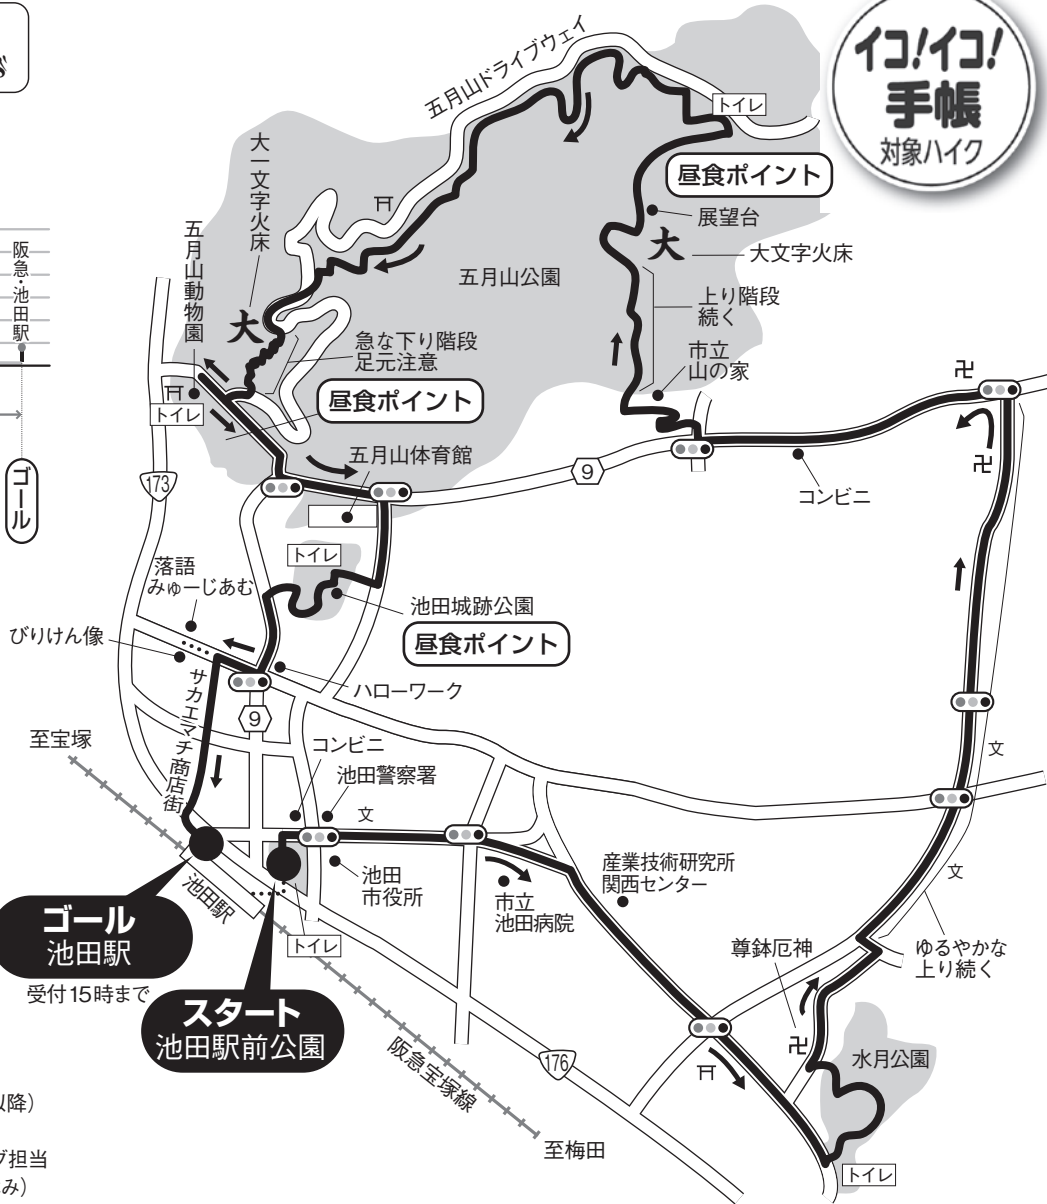 イコ!イコ!
手帳
対象ハイク
五月山ドライブウェイ
トイレ
大一文字火床
昼食ポイント
展望台
大
大文字火床
五月山動物園
五月山公園
上り階段
続く
大
急な下り階段
足元注意
市立
山の家
阪急・池田駅
トイレ
昼食ポイント
五月山体育館
9
コンビニ
173
ゴール
トイレ
落語
みゅーじあむ
池田城跡公園
びりけん像
昼食ポイント
ハローワーク
サカエマチ商店街
9
至宝塚
コンビニ
池田警察署
文
文
産業技術研究所
関西センター
池田
市役所
市立
池田病院
文
池田駅
ゴール
池田駅
受付15時まで
トイレ
尊鉢厄神
ゆるやかな
上り続く
スタート
池田駅前公園
阪急宝塚線
176
水月公園
以降)
至梅田
グ担当
み)
トイレ